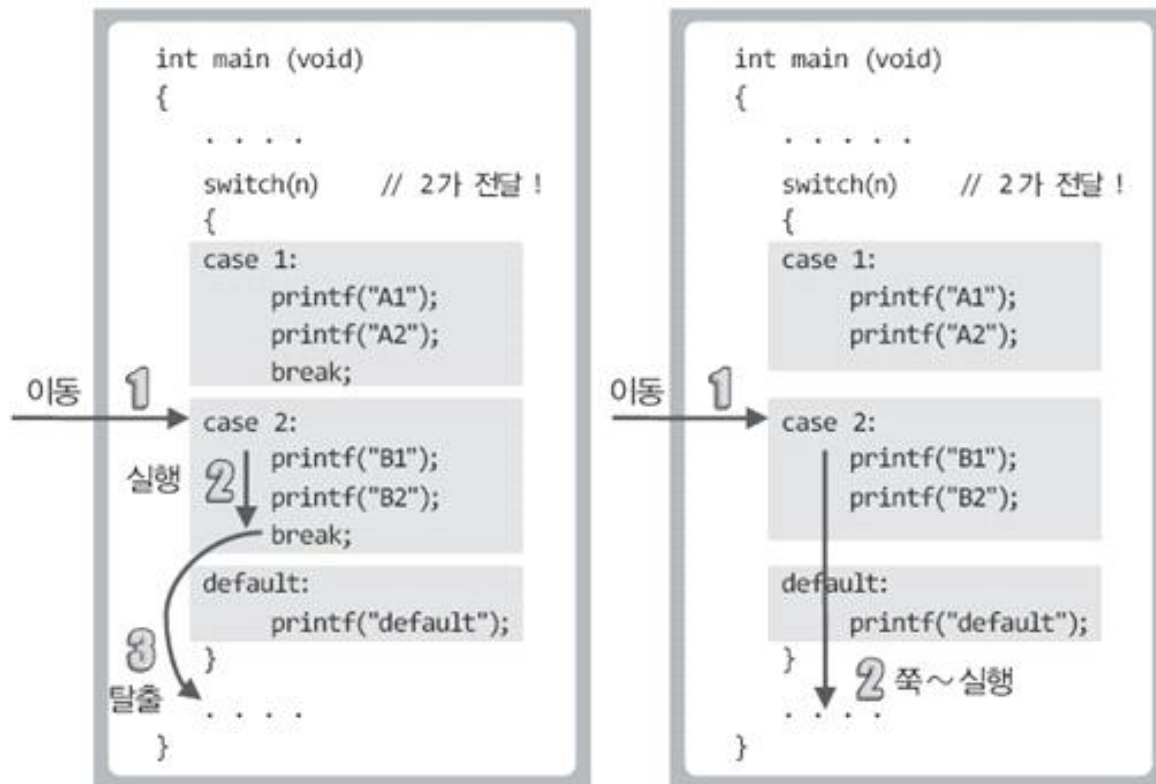 int main (void)
{
. . . .
switch(n) // 2가 전달 !
{
case 1:
printf("A1");
printf("A2");
break;
이동 1
case 2:
printf("B1");
실행 2
printf("B2");
break;
default:
printf("default");
3
}
탈출
. . . .
}
int main (void)
{
. . . . .
switch(n) // 2가 전달 !
{
case 1:
printf("A1");
printf("A2");
이동 1
case 2:
printf("B1");
printf("B2");
default:
printf("default");
}
2 쭉~실행
. . . .
}